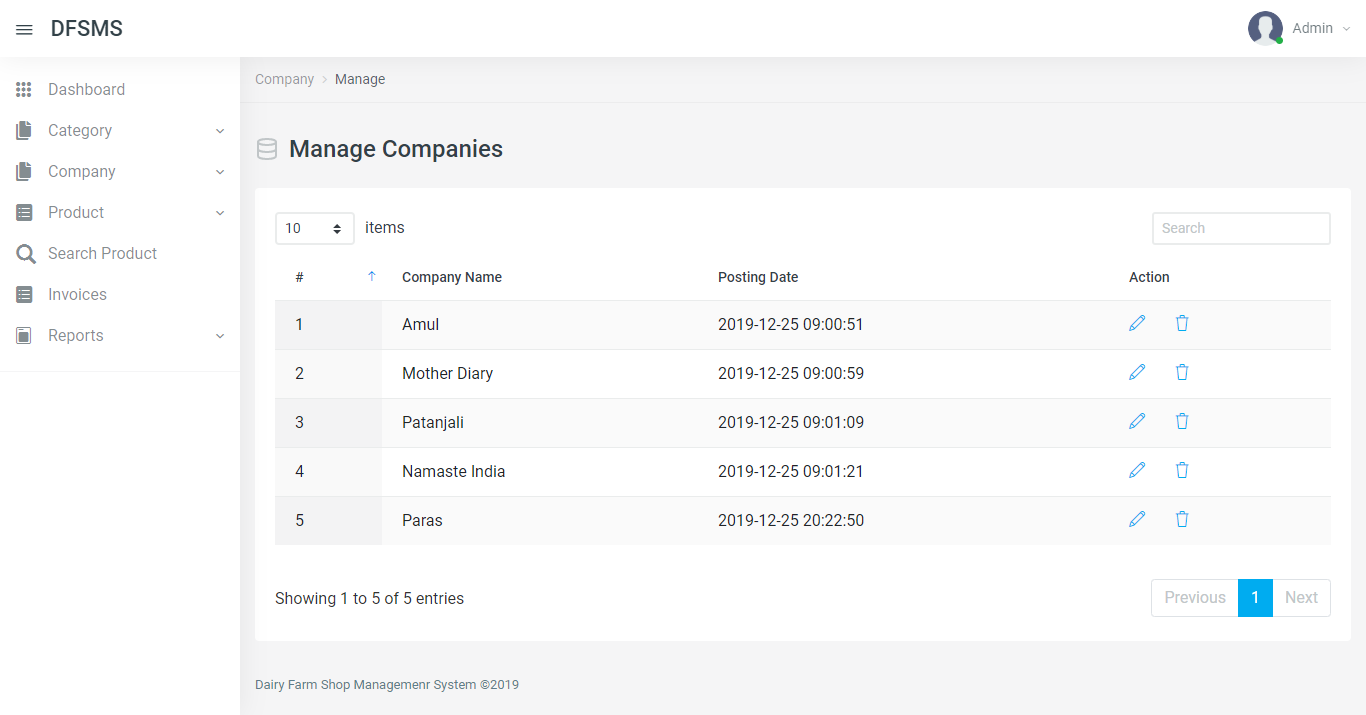 DFSMS
Admin
Dashboard
Category
Company
Product
Search Product
Invoices
Reports
Company Manage
Manage Companies
10 items Search
# Company Name Posting Date Action
1 Amul 2019-12-25 09:00:51
2 Mother Diary 2019-12-25 09:00:59
3 Patanjali 2019-12-25 09:01:09
4 Namaste India 2019-12-25 09:01:21
5 Paras 2019-12-25 20:22:50
Showing 1 to 5 of 5 entries Previous 1 Next
Dairy Farm Shop Managemenr System ©2019